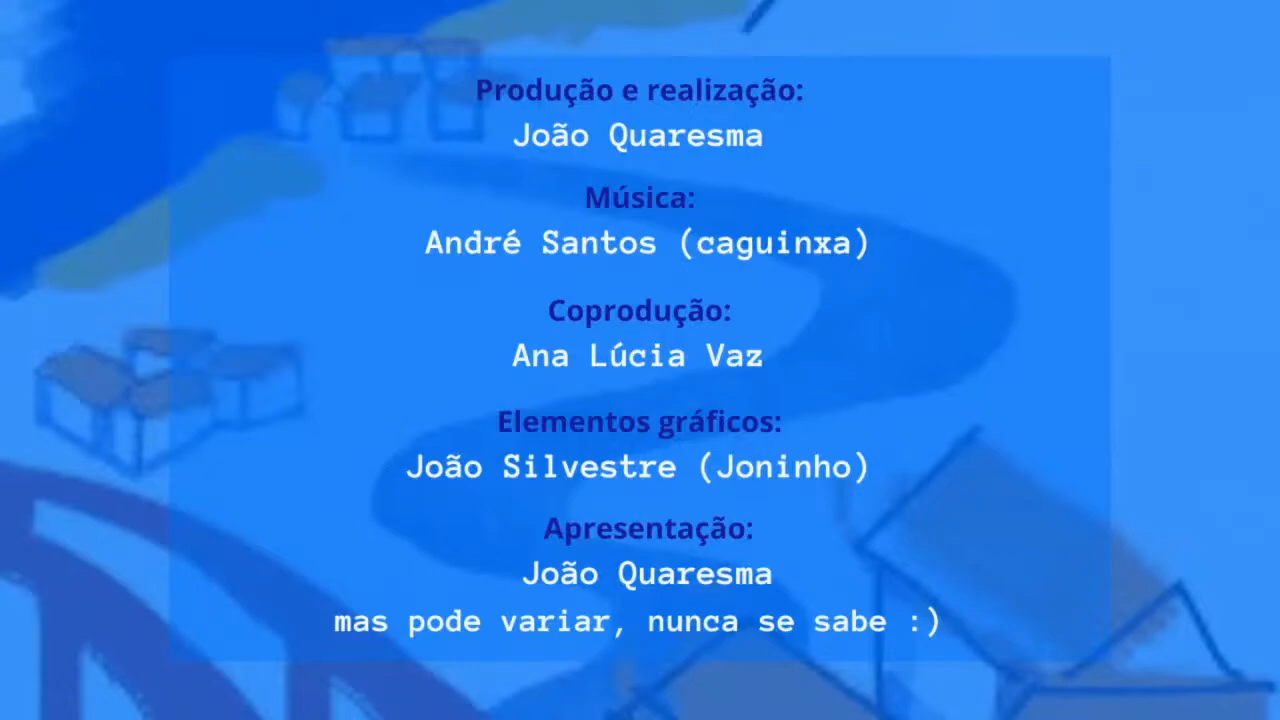 Produção e realização:
João Quaresma
Música:
André Santos (caguinxa)
Coprodução:
Ana Lúcia Vaz
Elementos gráficos:
João Silvestre (Joninho)
Apresentação:
João Quaresma
mas pode variar, nunca se sabe :)